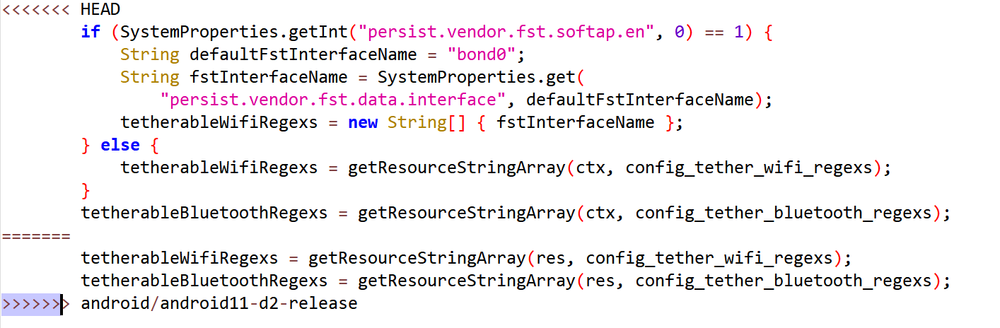 <<<<<<< HEAD
        if (SystemProperties.getInt("persist.vendor.fst.softap.en", 0) == 1) {
            String defaultFstInterfaceName = "bond0";
            String fstInterfaceName = SystemProperties.get(
                "persist.vendor.fst.data.interface", defaultFstInterfaceName);
            tetherableWifiRegexs = new String[] { fstInterfaceName };
        } else {
            tetherableWifiRegexs = getResourceStringArray(ctx, config_tether_wifi_regexs);
        }
        tetherableBluetoothRegexs = getResourceStringArray(ctx, config_tether_bluetooth_regexs);
=======
        tetherableWifiRegexs = getResourceStringArray(res, config_tether_wifi_regexs);
        tetherableBluetoothRegexs = getResourceStringArray(res, config_tether_bluetooth_regexs);
>>>>>>> android/android11-d2-release